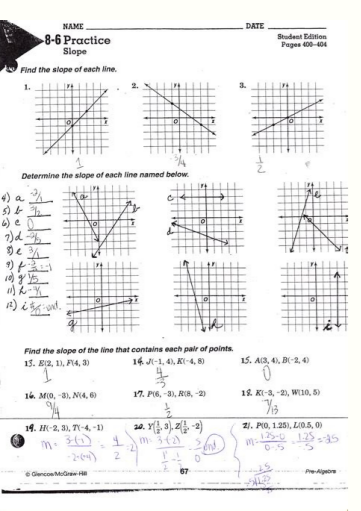 NAME DATE
8-6 Practice
Slope
Student Edition
Pages 400–404
Find the slope of each line.
1. 2. 3.
1 -3/4 1/2
Determine the slope of each line named below.
4) a
5) b 3/2
6) c 0
7) d
8) e 3/1
9) f
10) g 1/5
11) h
12) i
Find the slope of the line that contains each pair of points.
13. E(2, 1), F(4, 3) 14. J(-1, 4), K(-4, 8) 15. A(3, 4), B(-2, 4)
1 4/-3 0
16. M(0, -3), N(4, 6) 17. P(6, -3), R(8, -2) 18. K(-3, -2), W(10, 5)
9/4 1/2 7/13
19. H(-2, 3), T(-4, -1) 20. Y(1/2, 3), Z(1/2, -2) 21. P(0, 1.25), L(0.5, 0)
© Glencoe/McGraw-Hill 67 Pre-Algebra